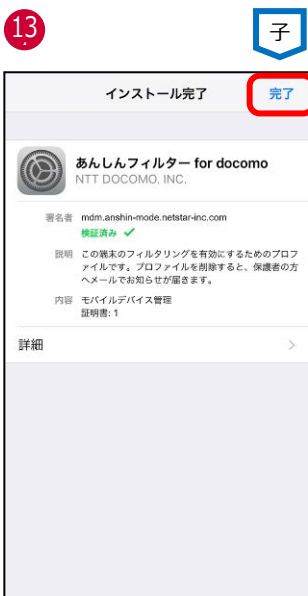 13
子
インストール完了
完了
あんしんフィルター for docomo
NTT DOCOMO, INC.
署名者 mdm.anshin-mode.netstar-inc.com
検証済み ✓
説明 この端末のフィルタリングを有効にするためのプロフ
ァイルです。プロファイルを削除すると、保護者の方
へメールでお知らせが届きます。
内容 モバイルデバイス管理
証明書: 1
詳細